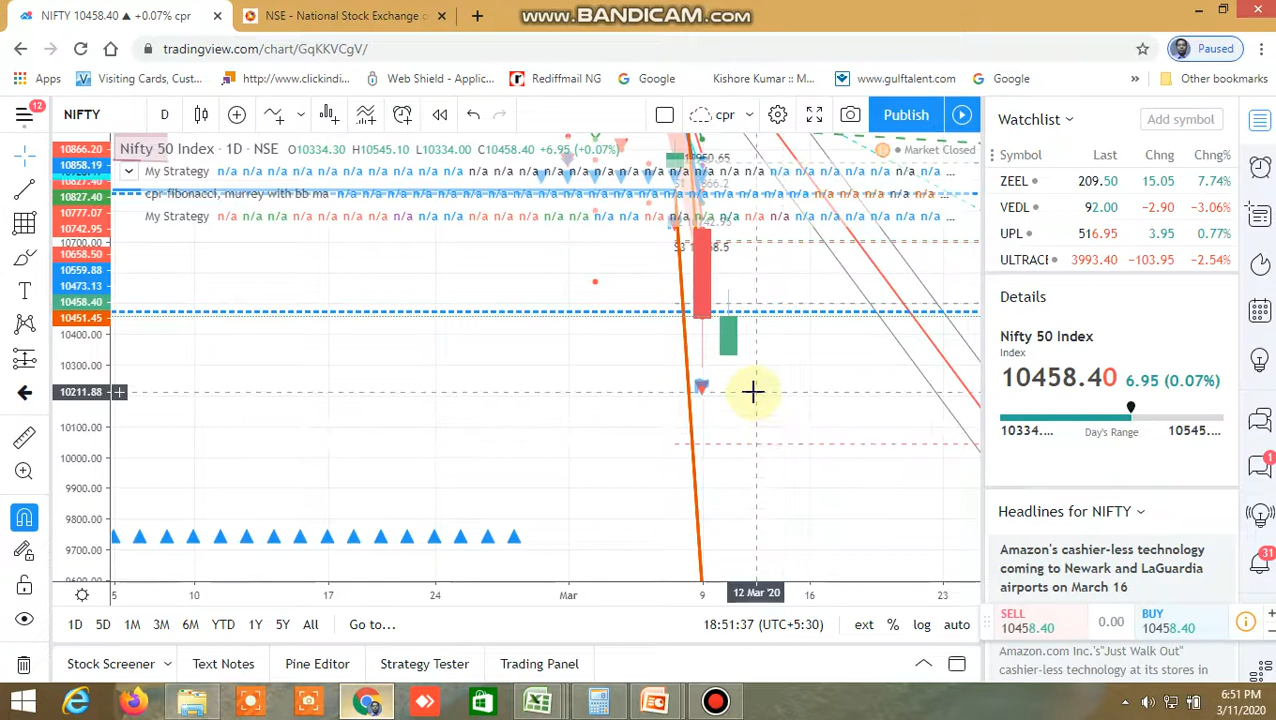 NIFTY 10458.40 ▲ +0.07% cpr
NSE - National Stock Exchange c
www.BANDICAM.com
tradingview.com/chart/GqKKVCgV/
Paused
Apps
Visiting Cards, Cust...
http://www.clickindi...
Web Shield - Applic...
Rediffmail NG
Google
Kishore Kumar :: M...
www.gulftalent.com
Google
»
Other bookmarks
12
NIFTY
D
cpr
Publish
Watchlist
Add symbol
Nifty 50 Index · 1D · NSE O10334.30 H10545.10 L10334.00 C10458.40 +6.95 (+0.07%)
Market Closed
My Strategy n/a n/a n/a n/a n/a n/a n/a n/a n/a n/a n/a n/a n/a n/a n/a n/a n/a n/a n/a n/a n/a n/a n/a n/a n/a n/a n/a ...
cpr fibonacci, murrey with bb ma n/a n/a n/a n/a n/a n/a n/a n/a n/a n/a n/a n/a n/a n/a n/a n/a n/a n/a n/a n/a n/a n/a n/a ...
My Strategy n/a n/a n/a n/a n/a n/a n/a n/a n/a n/a n/a n/a n/a n/a n/a n/a n/a n/a n/a n/a n/a n/a n/a n/a n/a n/a n/a ...
10866.20
10858.19
10827.40
10827.40
10777.07
10742.95
10700.00
10658.50
10559.88
10473.13
10458.40
10451.45
10400.00
10300.00
10211.88
10100.00
10000.00
9900.00
9800.00
9700.00
S1
S3
5
10
17
24
Mar
9
12 Mar '20
16
23
Symbol Last Chng Chng%
ZEEL 209.50 15.05 7.74%
VEDL 92.00 −2.90 −3.06%
UPL 516.95 3.95 0.77%
ULTRACE 3993.40 −103.95 −2.54%
Details
Nifty 50 Index
Index
10458.40 6.95 (0.07%)
10334.... Day's Range 10545....
Headlines for NIFTY
Amazon's cashier-less technology
coming to Newark and LaGuardia
airports on March 16
SELL
10458.40
0.00
BUY
10458.40
Amazon.com Inc.'s"Just Walk Out"
cashier-less technology at its stores in
1
31
1D 5D 1M 3M 6M YTD 1Y 5Y All Go to...
18:51:37 (UTC+5:30) ext % log auto
Stock Screener Text Notes Pine Editor Strategy Tester Trading Panel
6:51 PM
3/11/2020